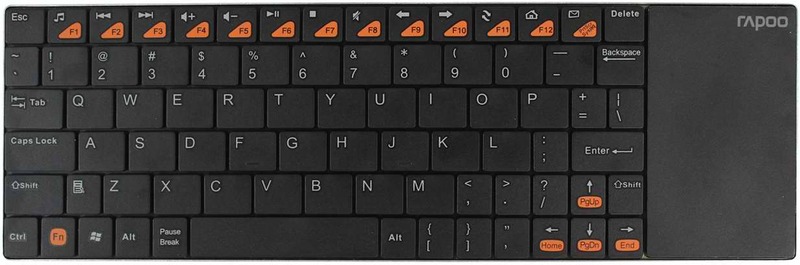 Esc F1 F2 F3 F4 F5 F6 F7 F8 F9 F10 F11 F12 Delete
rapoo
~ ! @ # $ % ^ & * ( ) — Backspace
· 1 2 3 4 5 6 7 8 9 0 –
Tab Q W E R T Y U I O P + = | \
Caps Lock A S D F G H J K L : ; Enter
Shift Z X C V B N M < , > . ? / PgUp Shift
Ctrl Fn Alt Pause Break Alt { [ } ] " , Home PgDn End